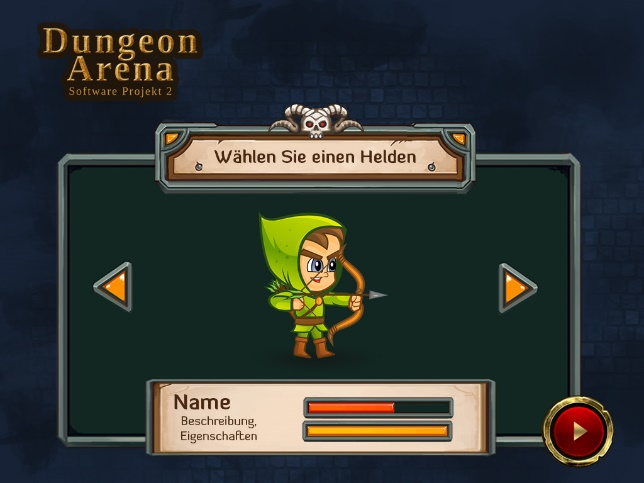 Dungeon
Arena
Software Projekt 2
Wählen Sie einen Helden
Name
Beschreibung,
Eigenschaften